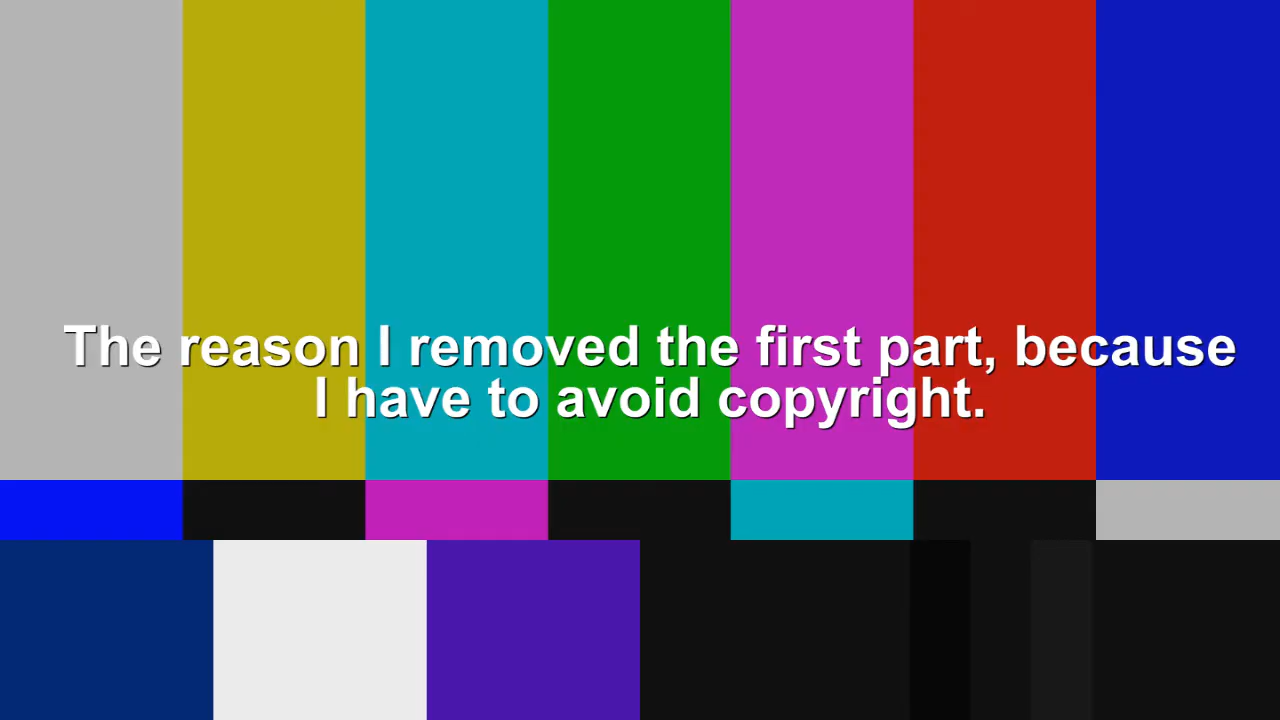 The reason I removed the first part, because
I have to avoid copyright.